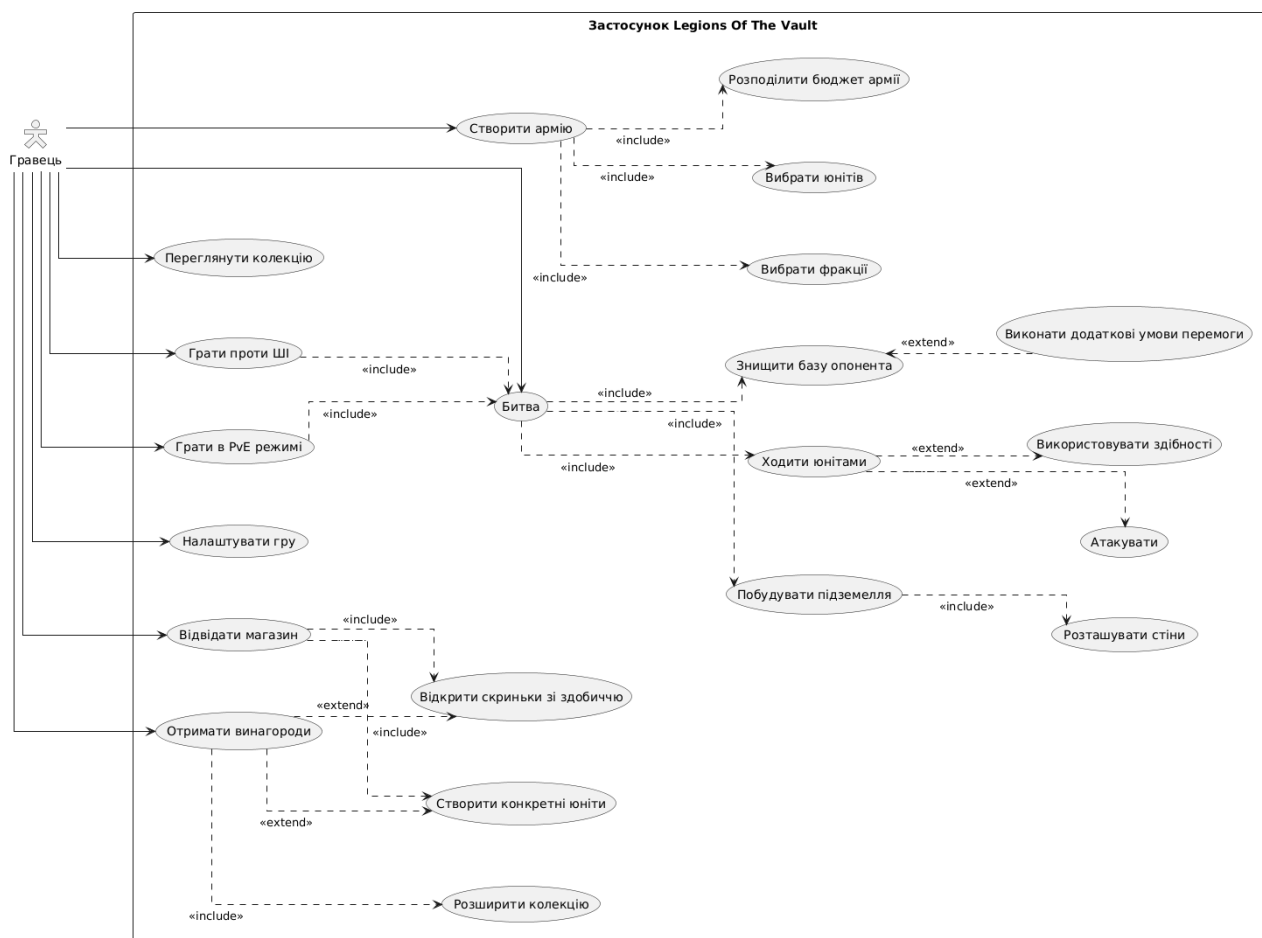 Застосунок Legions Of The Vault
Розподілити бюджет армії
Створити армію
«include»
Гравець
Вибрати юнітів
«include»
Переглянути колекцію
Вибрати фракції
«include»
Виконати додаткові умови перемоги
«extend»
Грати проти ШІ
«include»
Знищити базу опонента
«include»
Битва
«include»
«include»
Грати в PvE режимі
«include»
Ходити юнітами
«extend»
Використовувати здібності
«extend»
Налаштувати гру
Атакувати
Побудувати підземелля
«include»
Розташувати стіни
Відвідати магазин
«include»
Відкрити скриньки зі здобиччю
«extend»
Отримати винагороди
«include»
Створити конкретні юніти
«extend»
Розширити колекцію
«include»